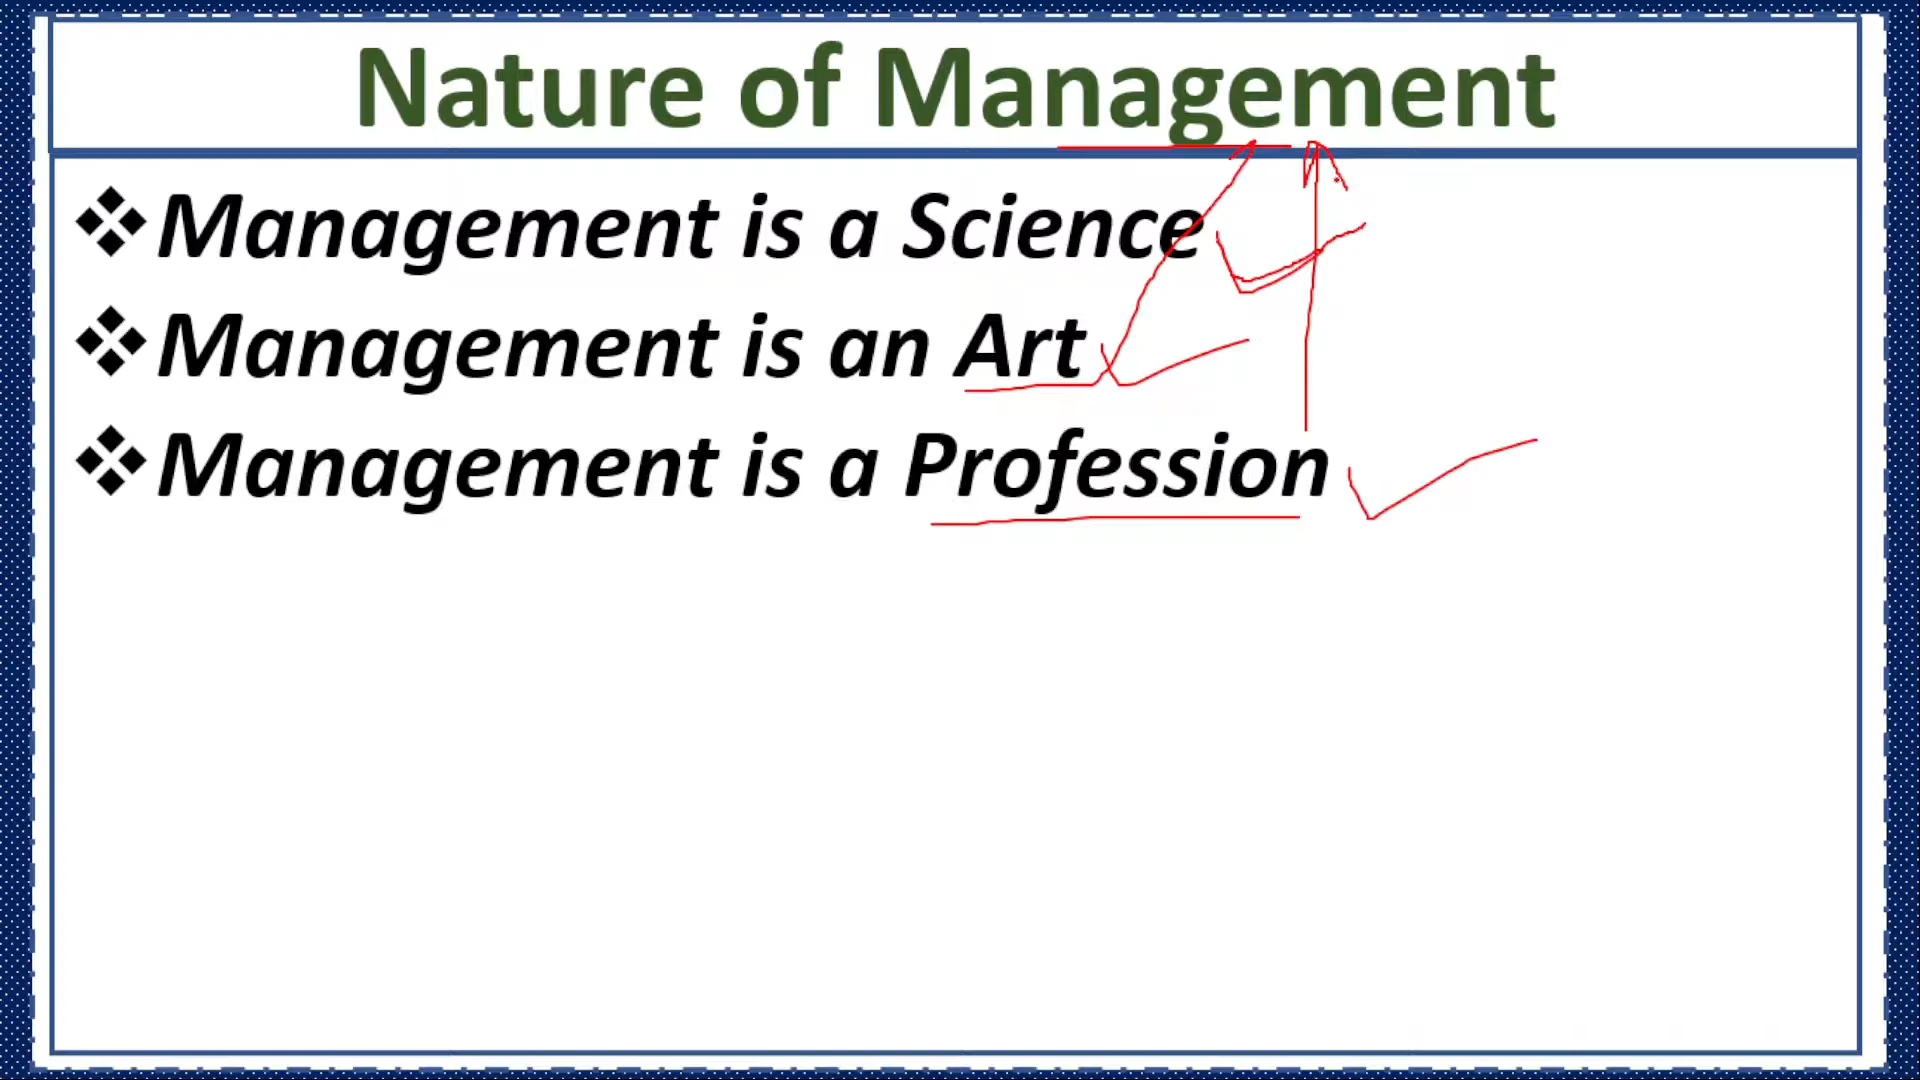 Nature of Management
Management is a Science
Management is an Art
Management is a Profession